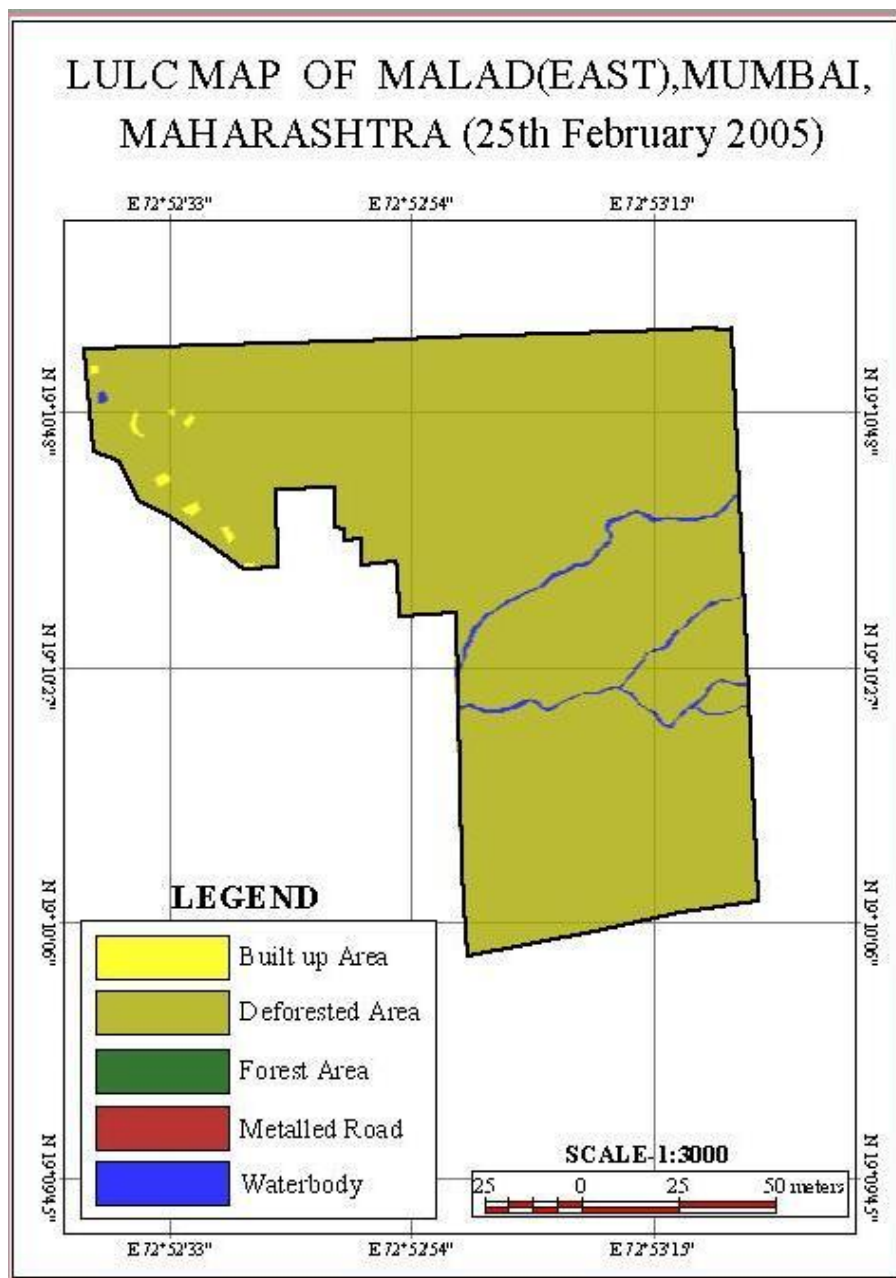 LULC MAP OF MALAD(EAST),MUMBAI,
MAHARASHTRA (25th February 2005)
E 72°52'33" E 72°52'54" E 72°53'15"
N 19°10'48" N 19°10'48"
N 19°10'27" N 19°10'27"
N 19°10'06" N 19°10'06"
N 19°09'45" N 19°09'45"
LEGEND
Built up Area
Deforested Area
Forest Area
Metalled Road
Waterbody
SCALE-1:3000
25 0 25 50 meters
E 72°52'33" E 72°52'54" E 72°53'15"